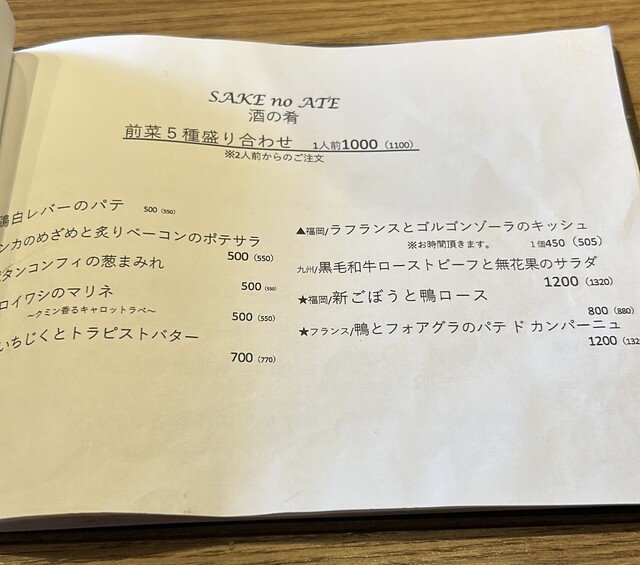 SAKE no ATE
酒の肴
前菜５種盛り合わせ 1人前1000（1100）
※2人前からのご注文
鶏白レバーのパテ 500（550）
ンカのめざめと炙りベーコンのポテサラ
500（550）
タンコンフィの葱まみれ
500（550）
ロイワシのマリネ
～クミン香るキャロットラペ～
500（550）
いちじくとトラピストバター
700（770）
▲福岡/ラフランスとゴルゴンゾーラのキッシュ
※お時間頂きます。 1個450（505）
九州/黒毛和牛ローストビーフと無花果のサラダ
1200（1320）
★福岡/新ごぼうと鴨ロース
800（880）
★フランス/鴨とフォアグラのパテ ド カンパーニュ
1200（132